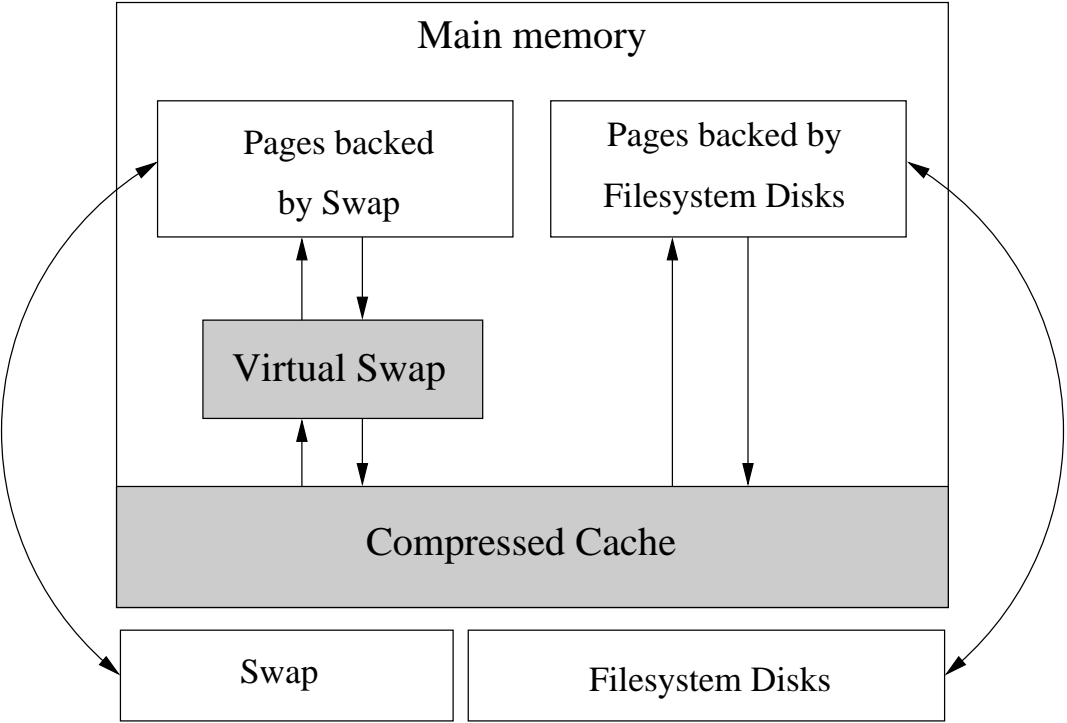 Main memory
Pages backed
by Swap
Pages backed by
Filesystem Disks
Virtual Swap
Compressed Cache
Swap
Filesystem Disks